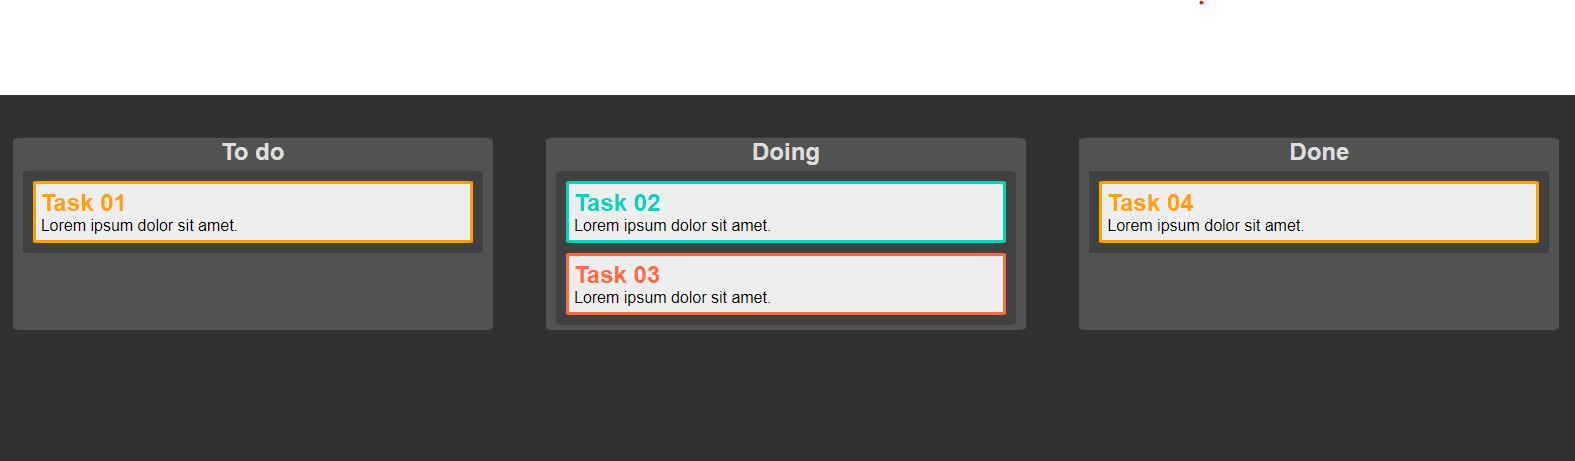 To do
Task 01
Lorem ipsum dolor sit amet.
Doing
Task 02
Lorem ipsum dolor sit amet.
Task 03
Lorem ipsum dolor sit amet.
Done
Task 04
Lorem ipsum dolor sit amet.